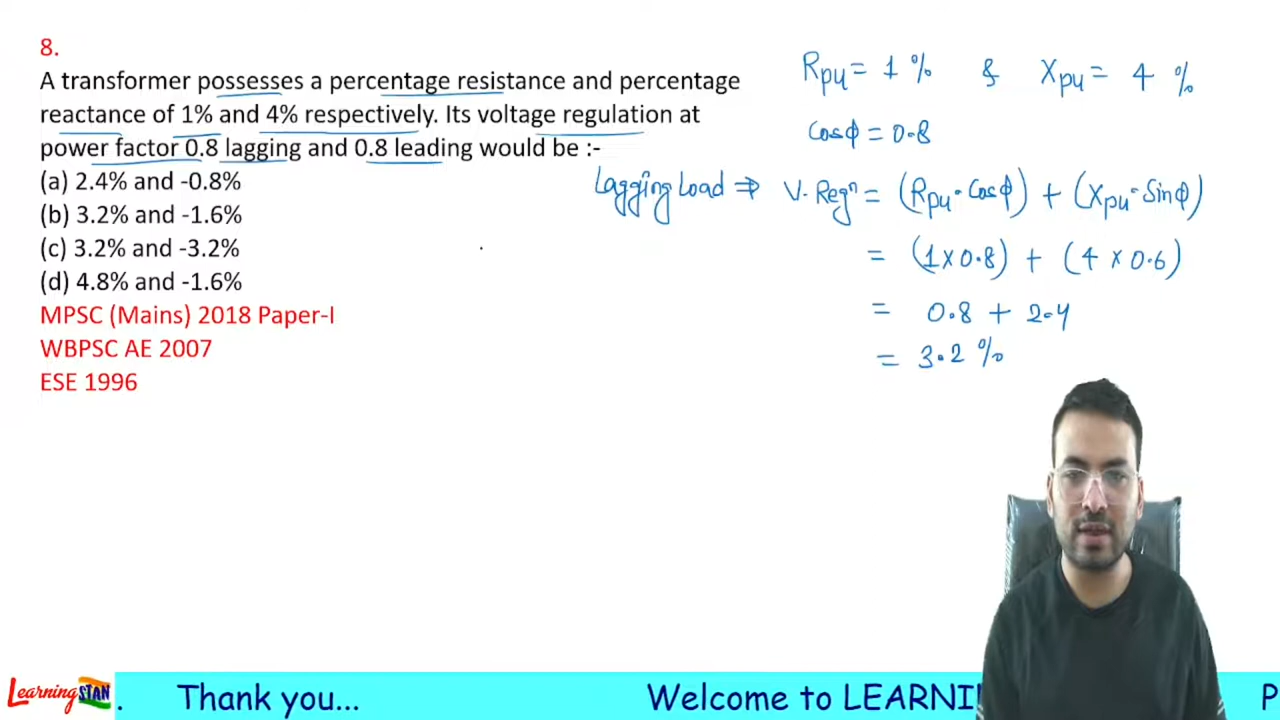 8.
A transformer possesses a percentage resistance and percentage
reactance of 1% and 4% respectively. Its voltage regulation at
power factor 0.8 lagging and 0.8 leading would be :-
(a) 2.4% and -0.8%
(b) 3.2% and -1.6%
(c) 3.2% and -3.2%
(d) 4.8% and -1.6%
MPSC (Mains) 2018 Paper-I
WBPSC AE 2007
ESE 1996
Rpu = 1 % & Xpu = 4 %
cosϕ = 0.8
Lagging Load ⇒ V. Regⁿ = (Rpu · Cosϕ) + (Xpu · Sinϕ)
= (1 × 0.8) + (4 × 0.6)
= 0.8 + 2.4
= 3.2 %
Learning STAN . Thank you... Welcome to LEARNI P